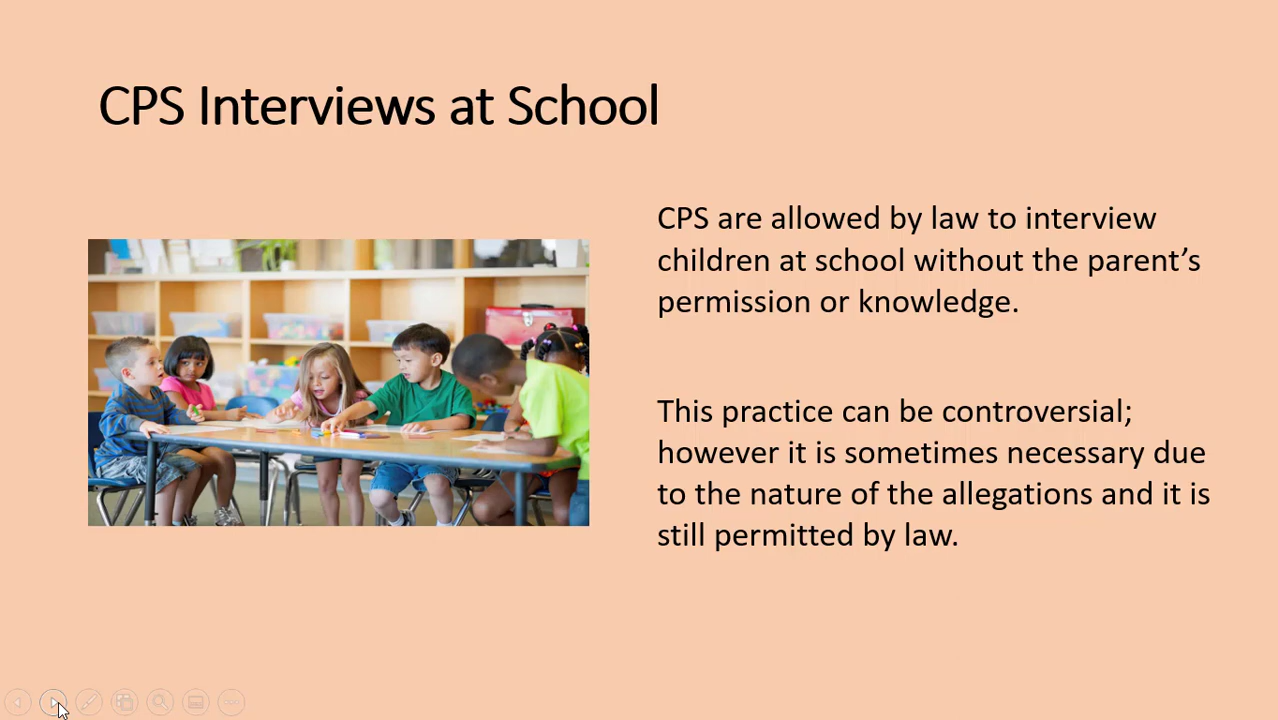 CPS Interviews at School
CPS are allowed by law to interview
children at school without the parent’s
permission or knowledge.
This practice can be controversial;
however it is sometimes necessary due
to the nature of the allegations and it is
still permitted by law.